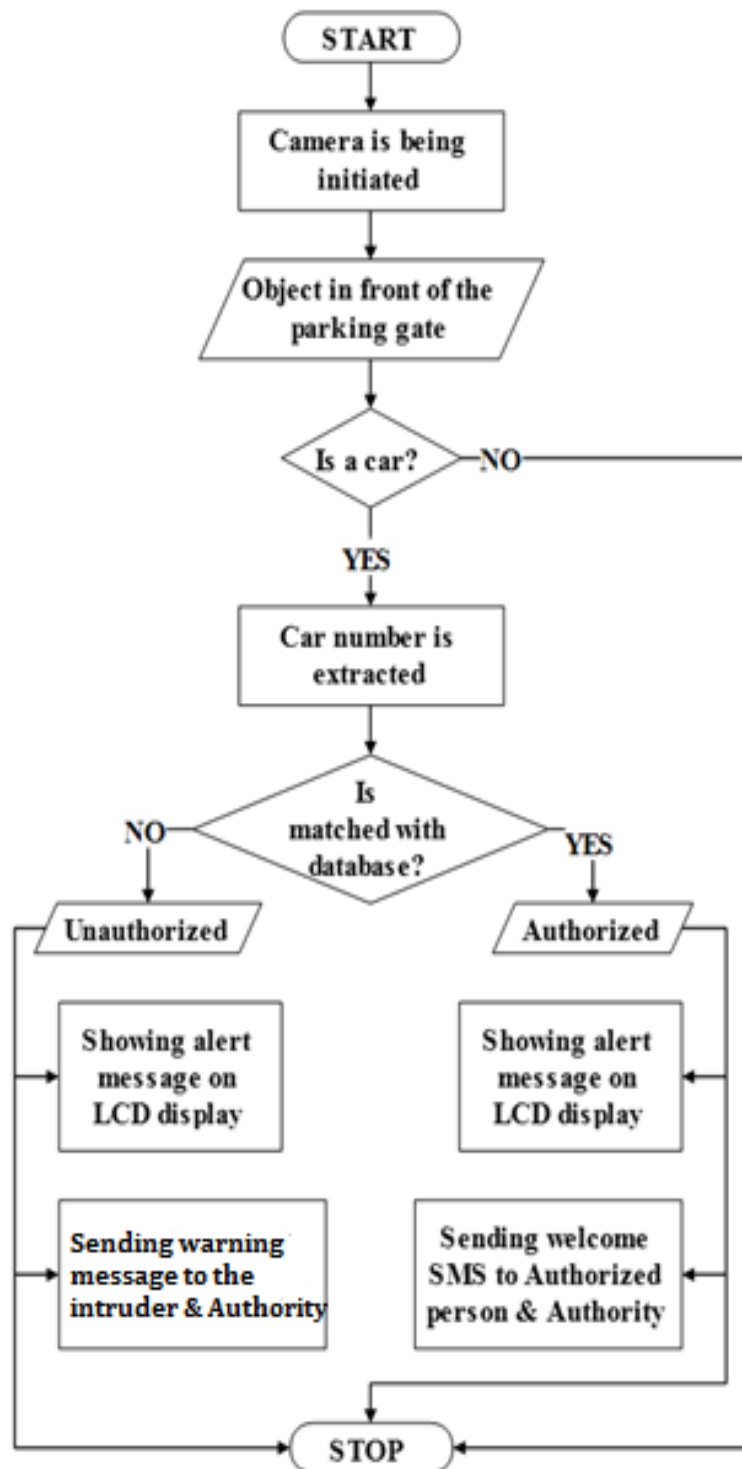 START
Camera is being
initiated
Object in front of the
parking gate
Is a car?
NO
YES
Car number is
extracted
Is
matched with
database?
NO
YES
Unauthorized
Authorized
Showing alert
message on
LCD display
Showing alert
message on
LCD display
Sending warning
message to the
intruder & Authority
Sending welcome
SMS to Authorized
person & Authority
STOP